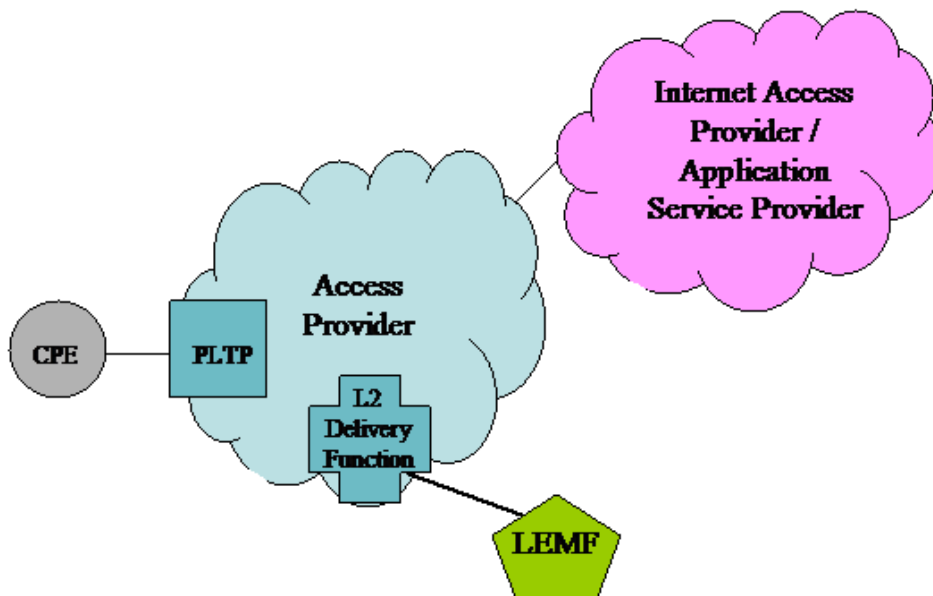 Internet Access
Provider /
Application
Service Provider
Access
Provider
CPE
PLTP
L2
Delivery
Function
LEMF